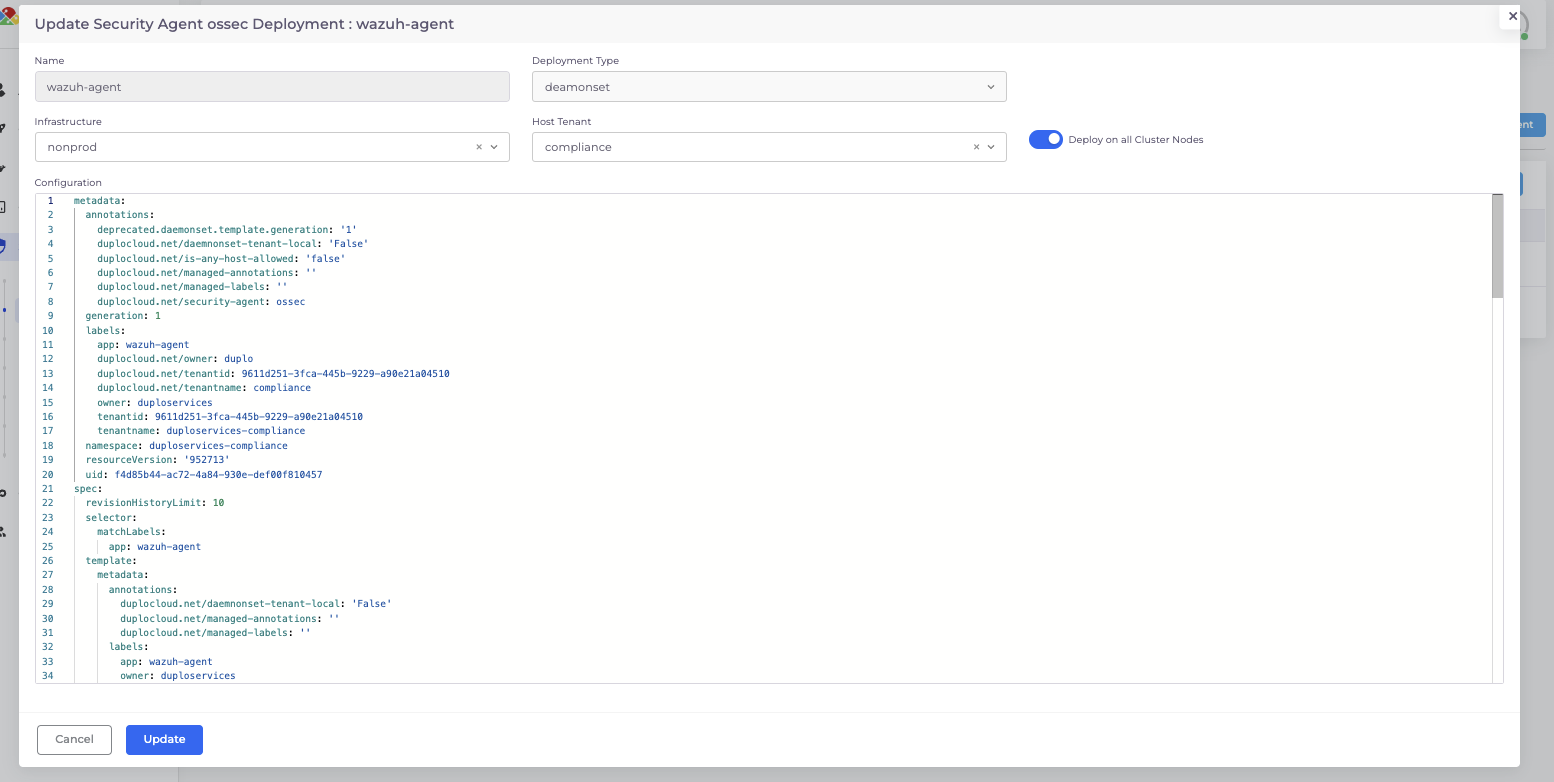 Update Security Agent ossec Deployment : wazuh-agent
Name
Deployment Type
wazuh-agent
deamonset
Infrastructure
Host Tenant
nonprod
compliance
Deploy on all Cluster Nodes
Configuration
1 metadata:
2 annotations:
3 deprecated.daemonset.template.generation: '1'
4 duplocloud.net/daemnonset-tenant-local: 'False'
5 duplocloud.net/is-any-host-allowed: 'false'
6 duplocloud.net/managed-annotations: ''
7 duplocloud.net/managed-labels: ''
8 duplocloud.net/security-agent: ossec
9 generation: 1
10 labels:
11 app: wazuh-agent
12 duplocloud.net/owner: duplo
13 duplocloud.net/tenantid: 9611d251-3fca-445b-9229-a90e21a04510
14 duplocloud.net/tenantname: compliance
15 owner: duploservices
16 tenantid: 9611d251-3fca-445b-9229-a90e21a04510
17 tenantname: duploservices-compliance
18 namespace: duploservices-compliance
19 resourceVersion: '952713'
20 uid: f4d85b44-ac72-4a84-930e-def00f810457
21 spec:
22 revisionHistoryLimit: 10
23 selector:
24 matchLabels:
25 app: wazuh-agent
26 template:
27 metadata:
28 annotations:
29 duplocloud.net/daemnonset-tenant-local: 'False'
30 duplocloud.net/managed-annotations: ''
31 duplocloud.net/managed-labels: ''
32 labels:
33 app: wazuh-agent
34 owner: duploservices
Cancel
Update